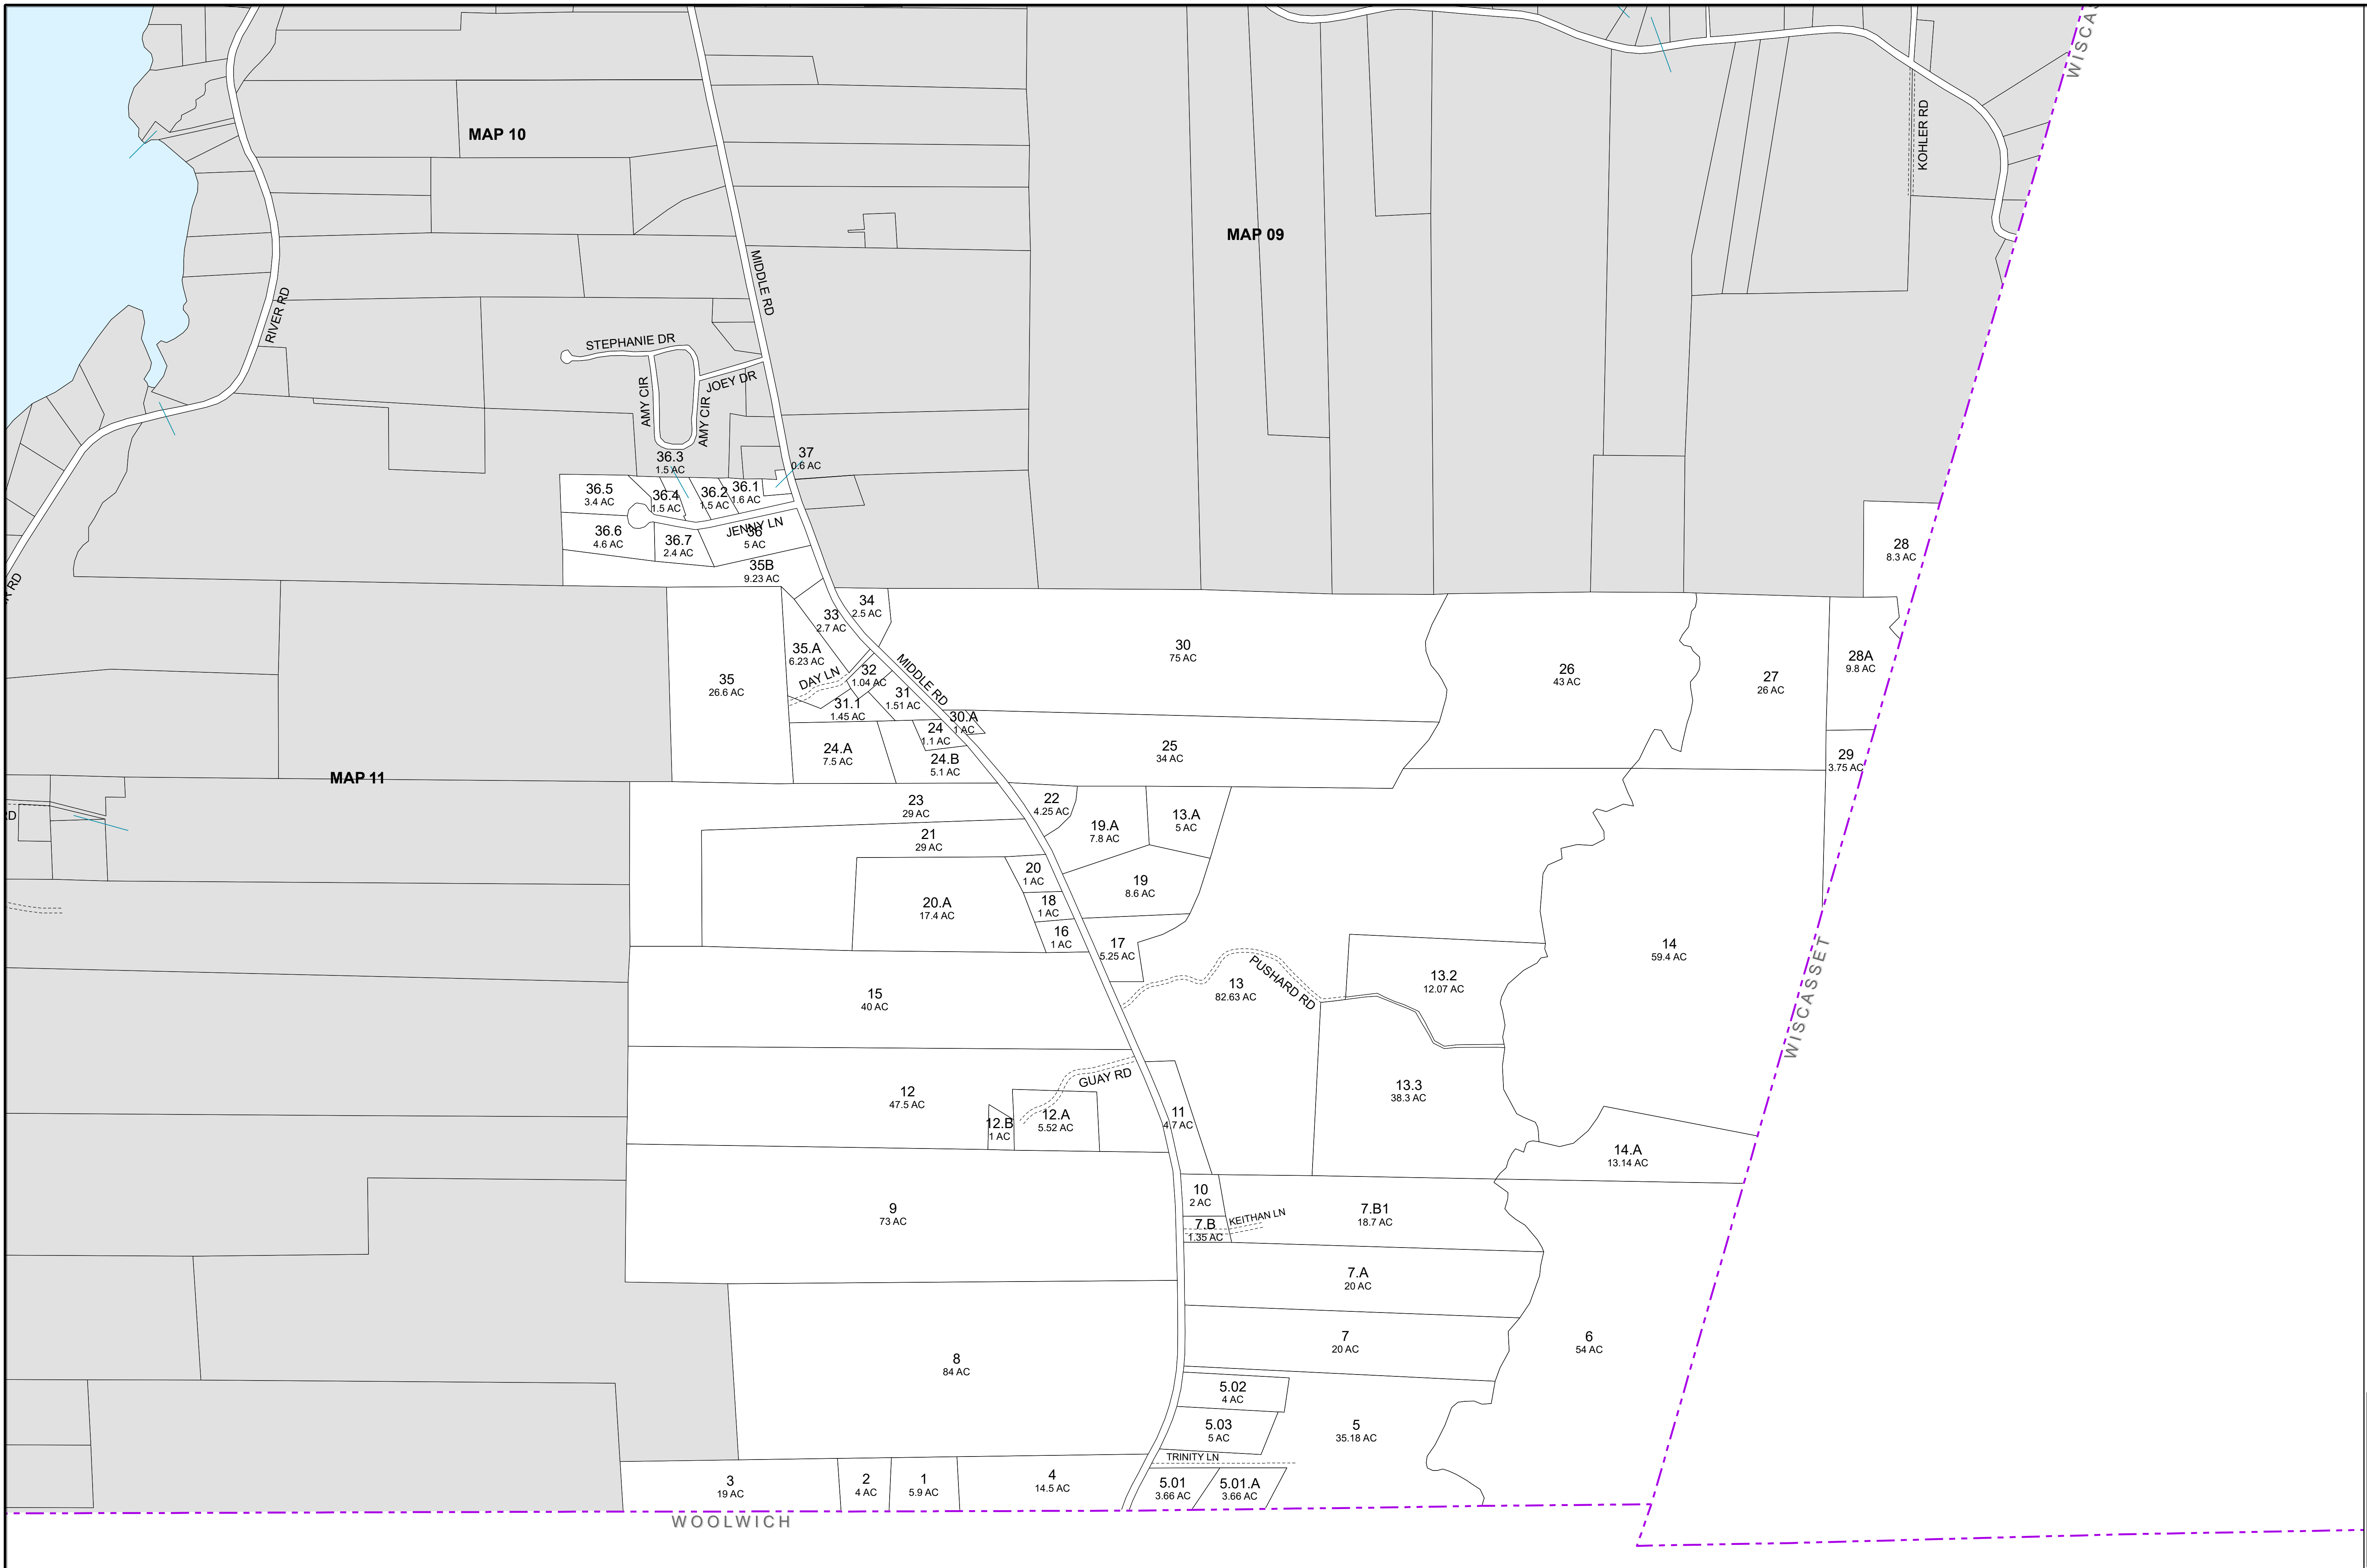 WISCAS
KOHLER RD
MAP 10
MAP 09
MIDDLE RD
RIVER RD
STEPHANIE DR
JOEY DR
AMY CIR
AMY CIR
37
0.6 AC
36.3
1.5 AC
36.5
3.4 AC
36.4
1.5 AC
36.2
1.5 AC
36.1
1.6 AC
JENNY LN
36
5 AC
36.6
4.6 AC
36.7
2.4 AC
35B
9.23 AC
28
8.3 AC
RD
34
2.5 AC
33
2.7 AC
35.A
6.23 AC
30
75 AC
28A
9.8 AC
26
43 AC
27
26 AC
35
26.6 AC
DAY LN
32
1.04 AC
MIDDLE RD
31
1.51 AC
31.1
1.45 AC
30.A
1 AC
24
1.1 AC
24.A
7.5 AC
24.B
5.1 AC
25
34 AC
29
3.75 AC
MAP 11
RD
23
29 AC
22
4.25 AC
13.A
5 AC
19.A
7.8 AC
21
29 AC
20
1 AC
19
8.6 AC
20.A
17.4 AC
18
1 AC
16
1 AC
17
5.25 AC
14
59.4 AC
WISCASSET
PUSHARD RD
13
82.63 AC
13.2
12.07 AC
15
40 AC
GUAY RD
12
47.5 AC
13.3
38.3 AC
12.B
1 AC
12.A
5.52 AC
11
4.7 AC
14.A
13.14 AC
10
2 AC
9
73 AC
7.B1
18.7 AC
KEITHAN LN
7.B
1.35 AC
7.A
20 AC
7
20 AC
6
54 AC
8
84 AC
5.02
4 AC
5.03
5 AC
5
35.18 AC
TRINITY LN
3
19 AC
2
4 AC
1
5.9 AC
4
14.5 AC
5.01
3.66 AC
5.01.A
3.66 AC
WOOLWICH